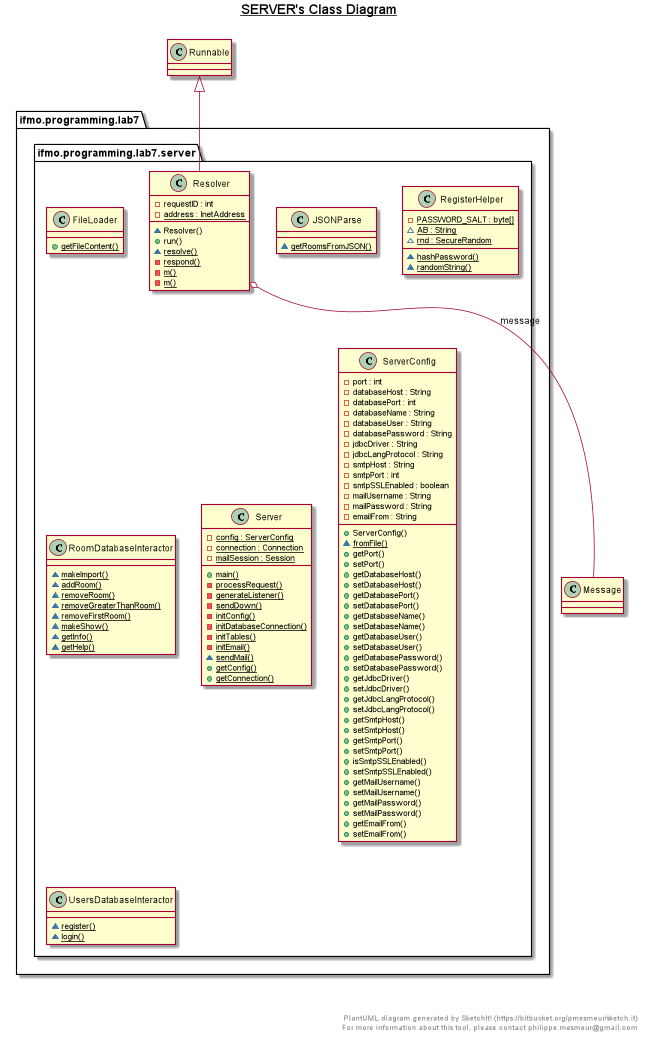 SERVER's Class Diagram
C Runnable
ifmo.programming.lab7
ifmo.programming.lab7.server
C FileLoader
getFileContent()
C Resolver
requestID : int
address : InetAddress
Resolver()
run()
resolve()
respond()
m()
m()
C JSONParse
getRoomsFromJSON()
C RegisterHelper
PASSWORD_SALT : byte[]
AB : String
rnd : SecureRandom
hashPassword()
randomString()
message
C ServerConfig
port : int
databaseHost : String
databasePort : int
databaseName : String
databaseUser : String
databasePassword : String
jdbcDriver : String
jdbcLangProtocol : String
smtpHost : String
smtpPort : int
smtpSSLEnabled : boolean
mailUsername : String
mailPassword : String
emailFrom : String
ServerConfig()
fromFile()
getPort()
setPort()
getDatabaseHost()
setDatabaseHost()
getDatabasePort()
setDatabasePort()
getDatabaseName()
setDatabaseName()
getDatabaseUser()
setDatabaseUser()
getDatabasePassword()
setDatabasePassword()
getJdbcDriver()
setJdbcDriver()
getJdbcLangProtocol()
setJdbcLangProtocol()
getSmtpHost()
setSmtpHost()
getSmtpPort()
setSmtpPort()
isSmtpSSLEnabled()
setSmtpSSLEnabled()
getMailUsername()
setMailUsername()
getMailPassword()
setMailPassword()
getEmailFrom()
setEmailFrom()
C RoomDatabaseInteractor
makeImport()
addRoom()
removeRoom()
removeGreaterThanRoom()
removeFirstRoom()
makeShow()
getInfo()
getHelp()
C Server
config : ServerConfig
connection : Connection
mailSession : Session
main()
processRequest()
generateListener()
sendDown()
initConfig()
initDatabaseConnection()
initTables()
initEmail()
sendMail()
getConfig()
getConnection()
C Message
C UsersDatabaseInteractor
register()
login()
PlantUML diagram generated by SketchIt! (https://bitbucket.org/pmesmeur/sketch.it)
For more information about this tool, please contact philippe.mesmeur@gmail.com